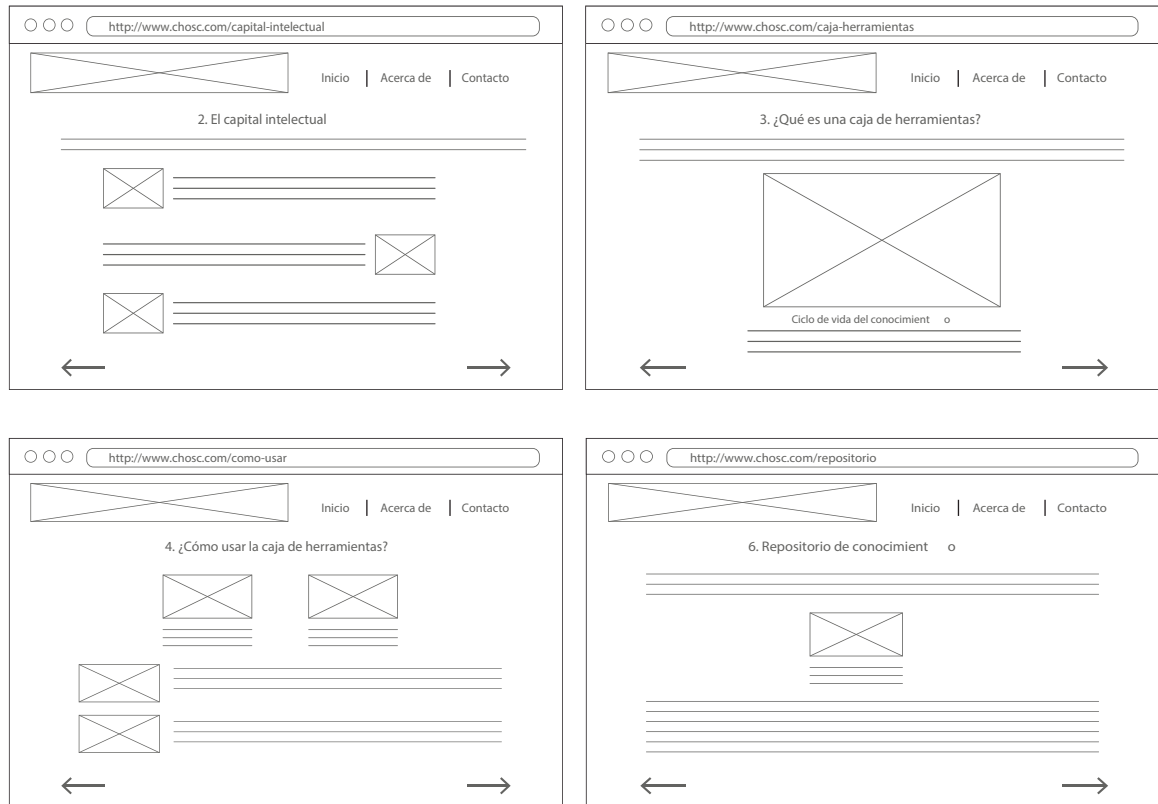 http://www.chosc.com/capital-intelectual
Inicio | Acerca de | Contacto
2. El capital intelectual
http://www.chosc.com/caja-herramientas
Inicio | Acerca de | Contacto
3. ¿Qué es una caja de herramientas?
Ciclo de vida del conocimient o
http://www.chosc.com/como-usar
Inicio | Acerca de | Contacto
4. ¿Cómo usar la caja de herramientas?
http://www.chosc.com/repositorio
Inicio | Acerca de | Contacto
6. Repositorio de conocimient o